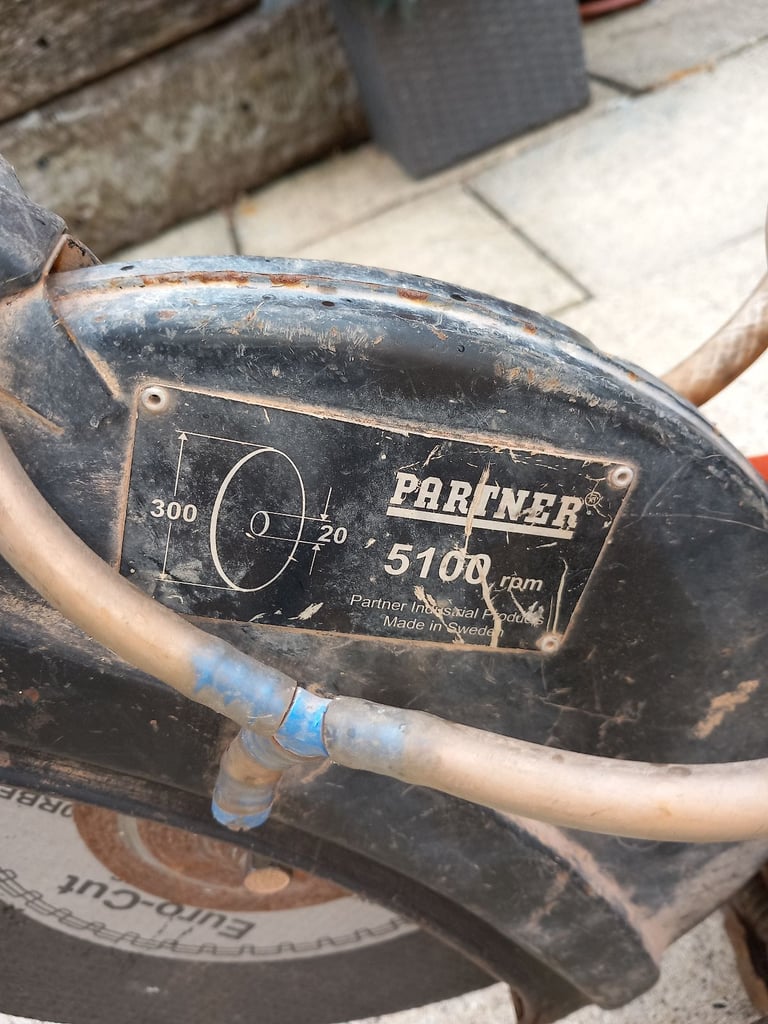 300
20
PARTNER
5100 rpm
Partner Industrial Products
Made in Sweden
Euro-Cut